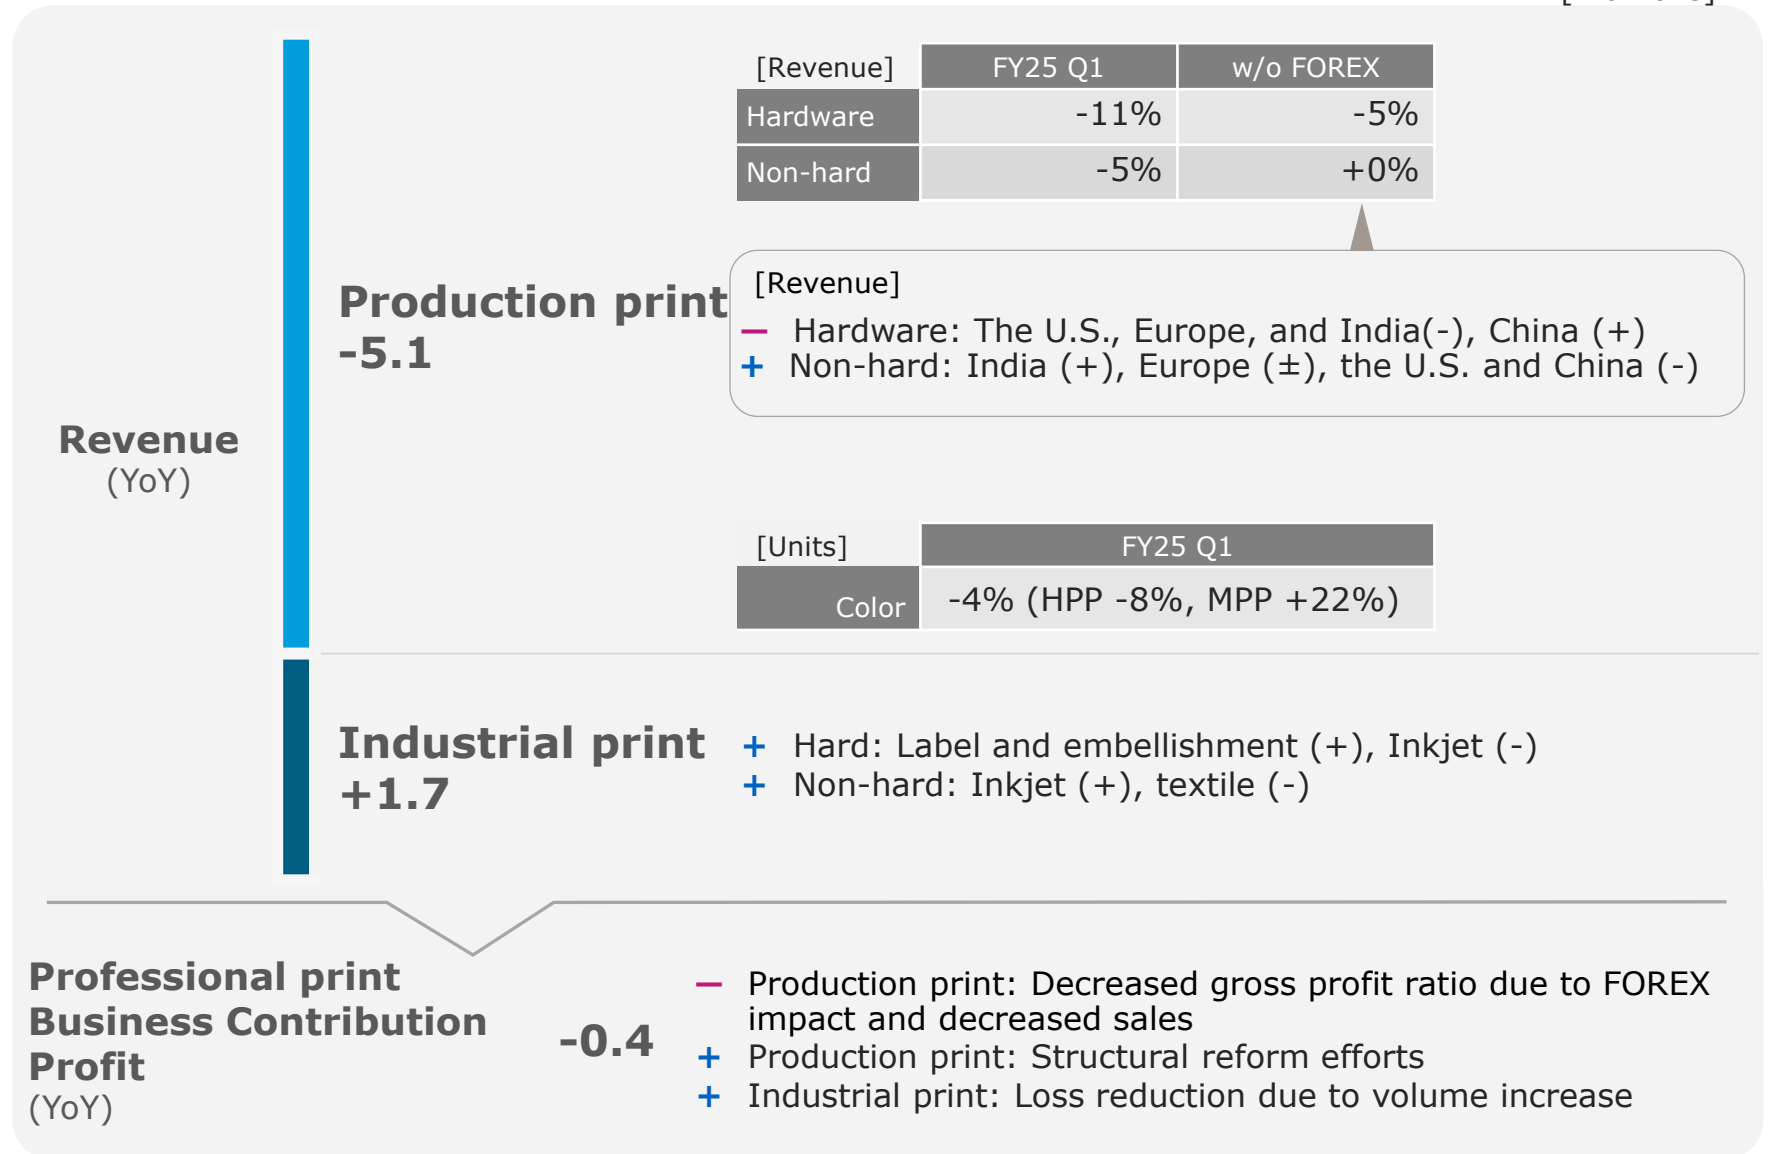 [Revenue] FY25 Q1 w/o FOREX
Hardware -11% -5%
Non-hard -5% +0%
Production print
-5.1
[Revenue]
— Hardware: The U.S., Europe, and India(-), China (+)
+ Non-hard: India (+), Europe (±), the U.S. and China (-)
Revenue
(YoY)
[Units] FY25 Q1
Color -4% (HPP -8%, MPP +22%)
Industrial print
+1.7
+ Hard: Label and embellishment (+), Inkjet (-)
+ Non-hard: Inkjet (+), textile (-)
Professional print
Business Contribution
Profit
(YoY)
-0.4
— Production print: Decreased gross profit ratio due to FOREX
impact and decreased sales
+ Production print: Structural reform efforts
+ Industrial print: Loss reduction due to volume increase